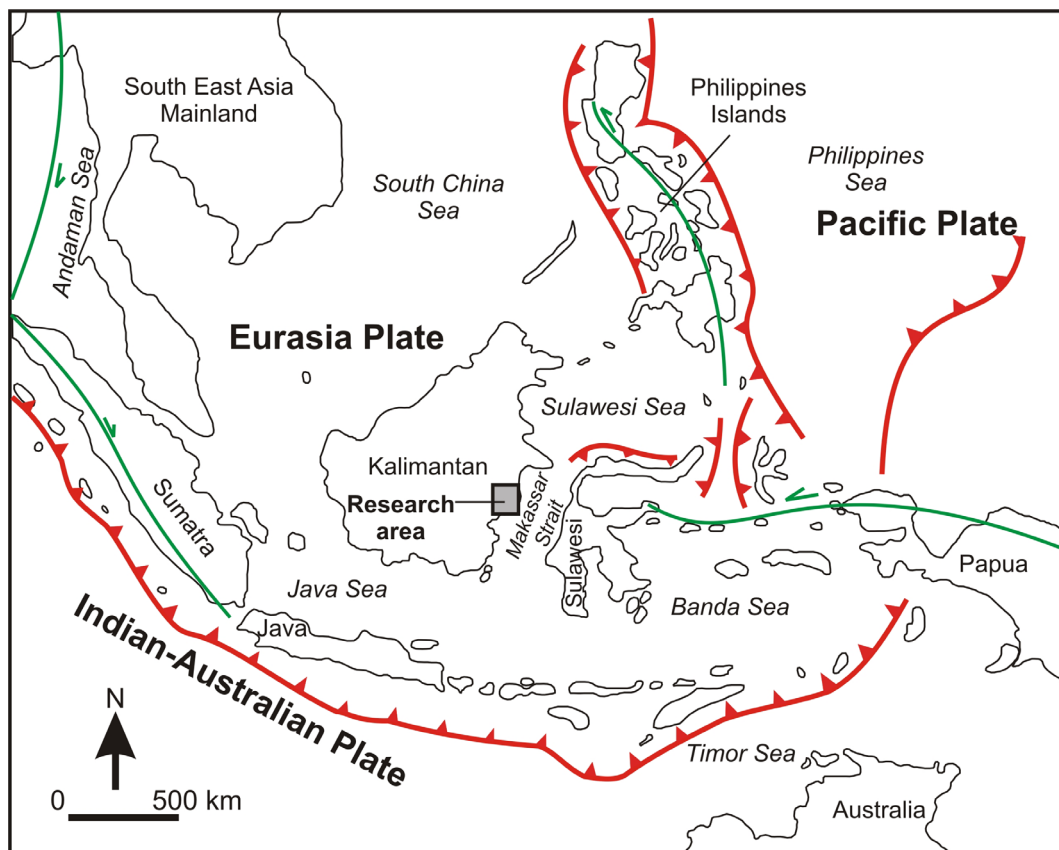 South East Asia
Mainland
Philippines
Islands
Andaman Sea
South China
Sea
Philippines
Sea
Pacific Plate
Eurasia Plate
Sulawesi Sea
Kalimantan
Research
area
Makassar
Strait
Sulawesi
Sumatra
Papua
Java Sea
Banda Sea
Java
Indian-Australian Plate
N
Timor Sea
0 500 km
Australia